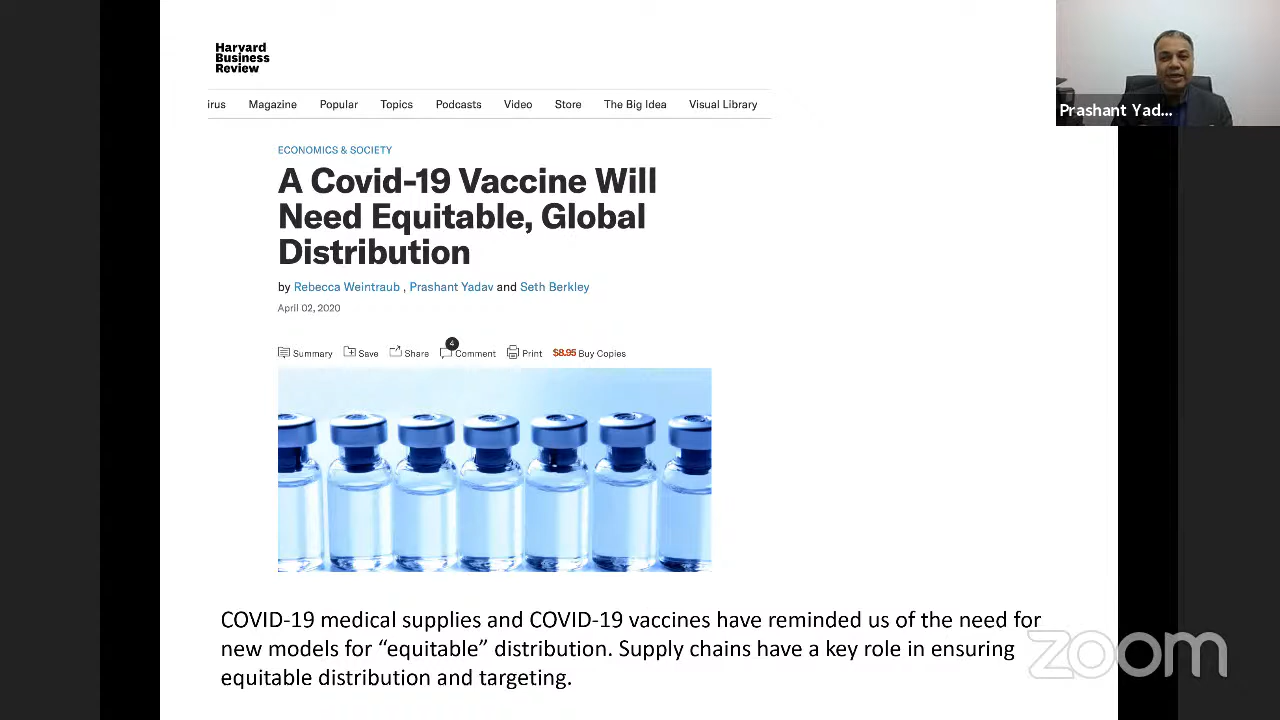 Harvard
Business
Review
irus Magazine Popular Topics Podcasts Video Store The Big Idea Visual Library
Prashant Yad...
ECONOMICS & SOCIETY
A Covid-19 Vaccine Will
Need Equitable, Global
Distribution
by Rebecca Weintraub , Prashant Yadav and Seth Berkley
April 02, 2020
4
Summary Save Share Comment Print $8.95 Buy Copies
COVID-19 medical supplies and COVID-19 vaccines have reminded us of the need for
new models for “equitable” distribution. Supply chains have a key role in ensuring
equitable distribution and targeting.
zoom